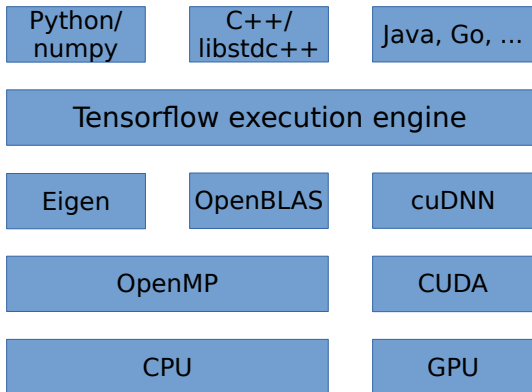 Python/
numpy
C++/
libstdc++
Java, Go, ...
Tensorflow execution engine
Eigen
OpenBLAS
cuDNN
OpenMP
CUDA
CPU
GPU